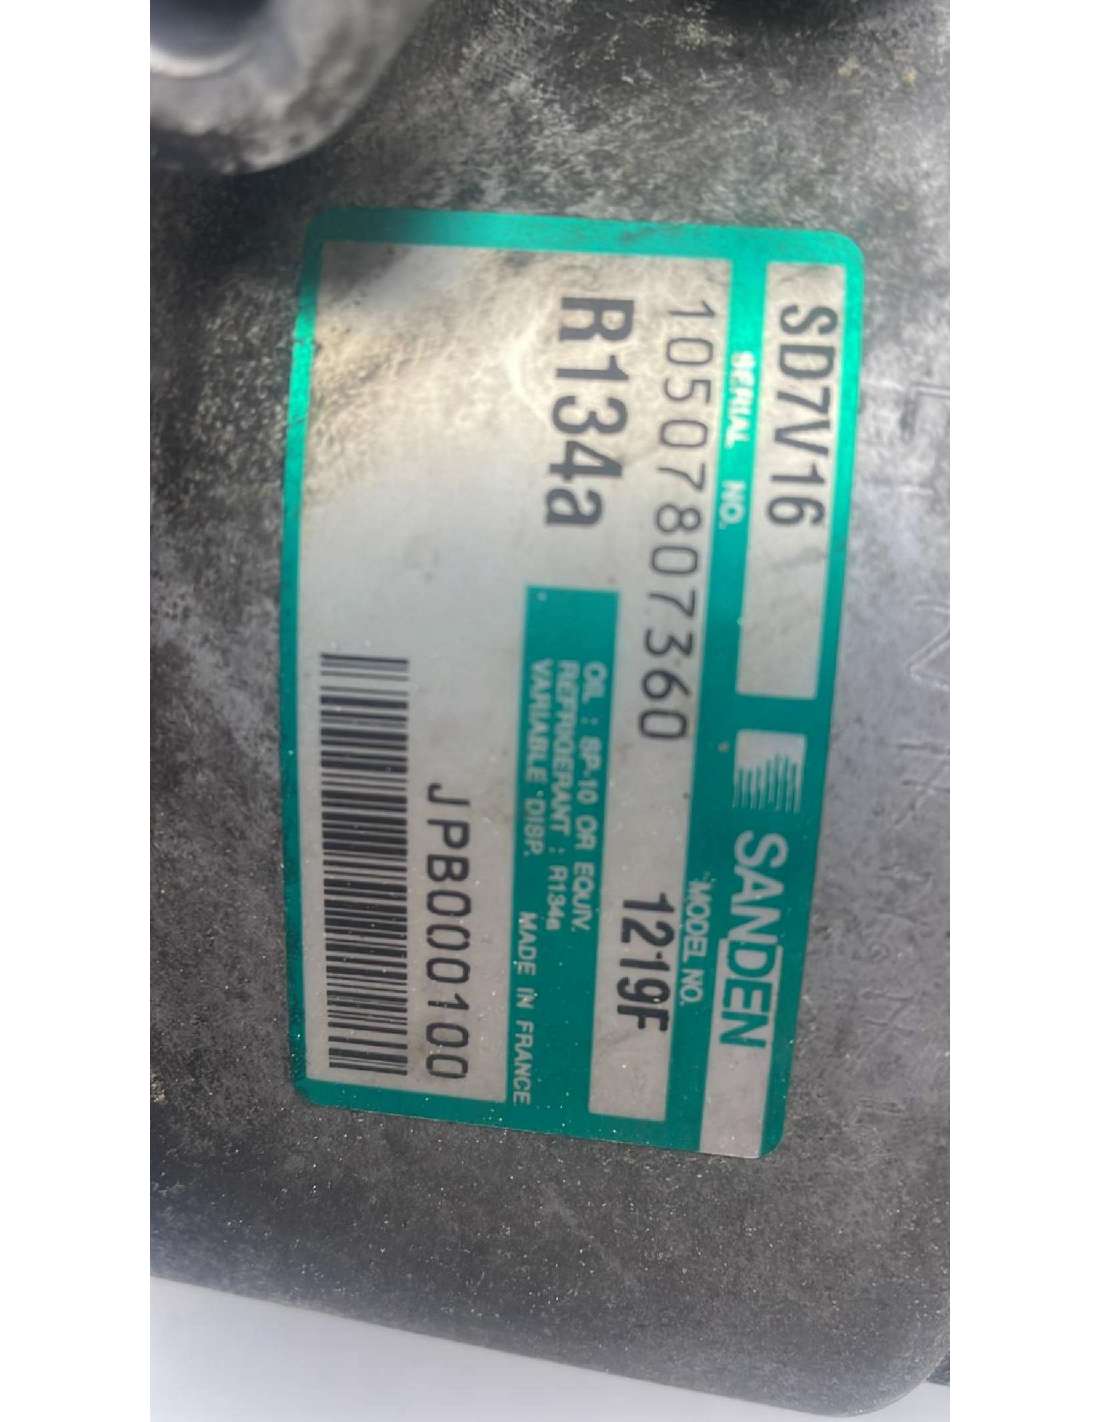 SD7V16
SANDEN
SERIAL NO.
MODEL NO.
10507807360
1219F
R134a
OIL : SP-10 OR EQUIV.
REFRIGERANT : R134a
VARIABLE DISP.
MADE IN FRANCE
JPB000100